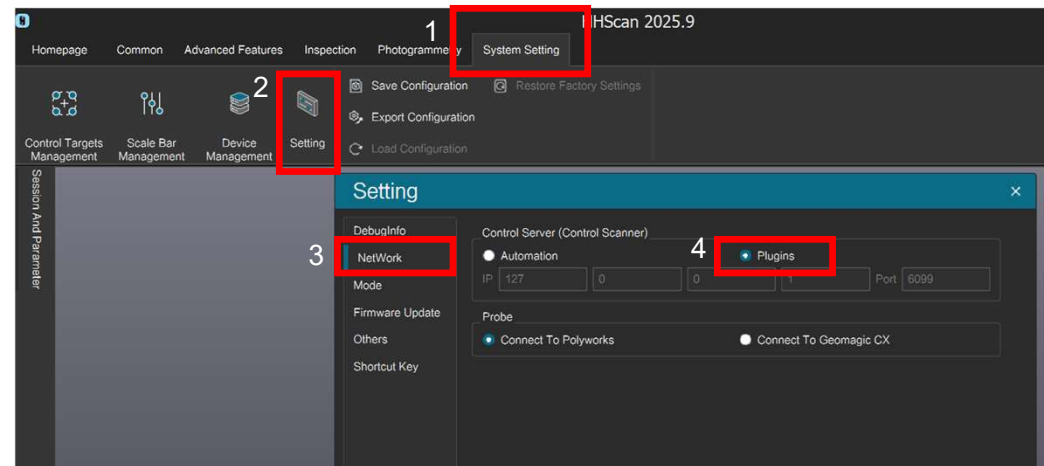 HHScan 2025.9
1
Homepage Common Advanced Features Inspection Photogrammetry System Setting
2
Control Targets Management
Scale Bar Management
Device Management
Setting
Save Configuration
Restore Factory Settings
Export Configuration
Load Configuration
Session And Parameter
Setting
3
DebugInfo
NetWork
Mode
Firmware Update
Others
Shortcut Key
Control Server (Control Scanner)
4
Automation
Plugins
IP 127 0 0 1 Port 6099
Probe
Connect To Polyworks
Connect To Geomagic CX